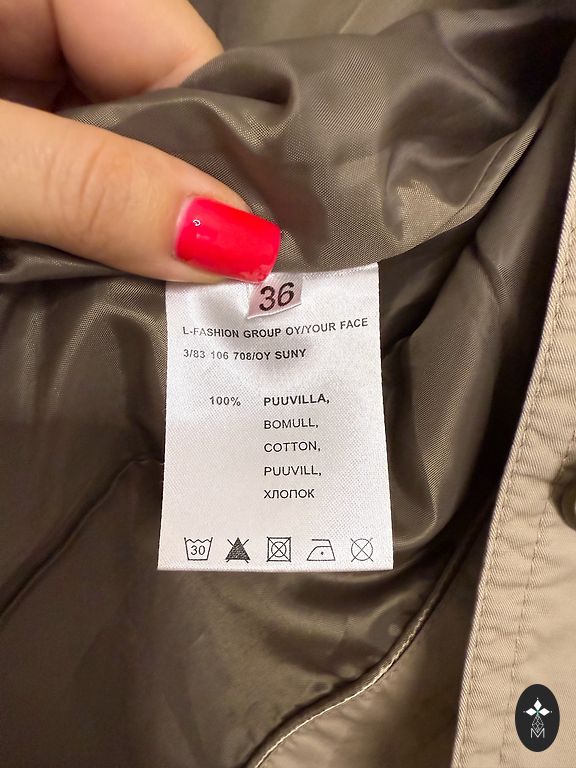 36
L-FASHION GROUP OY/YOUR FACE
3/83 106 708/OY SUNY
100% PUUVILLA,
BOMULL,
COTTON,
PUUVILL,
ХЛОПОК
30
M